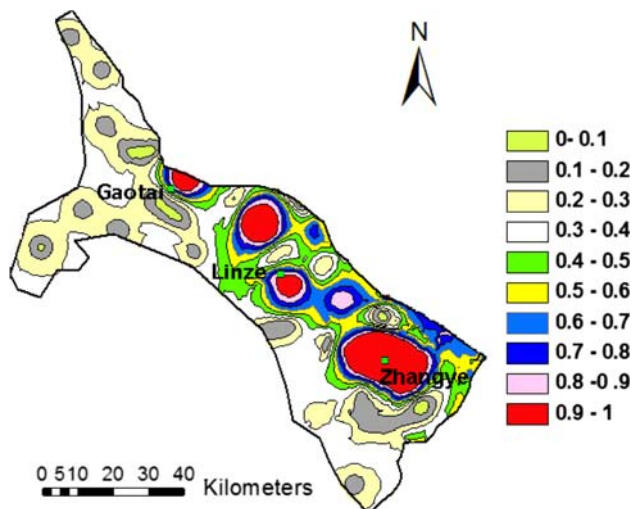 N
0- 0.1
0.1 - 0.2
0.2 - 0.3
0.3 - 0.4
0.4 - 0.5
0.5 - 0.6
0.6 - 0.7
0.7 - 0.8
0.8 -0 .9
0.9 - 1
Gaotai
Linze
Zhangye
0 5 10 20 30 40
Kilometers